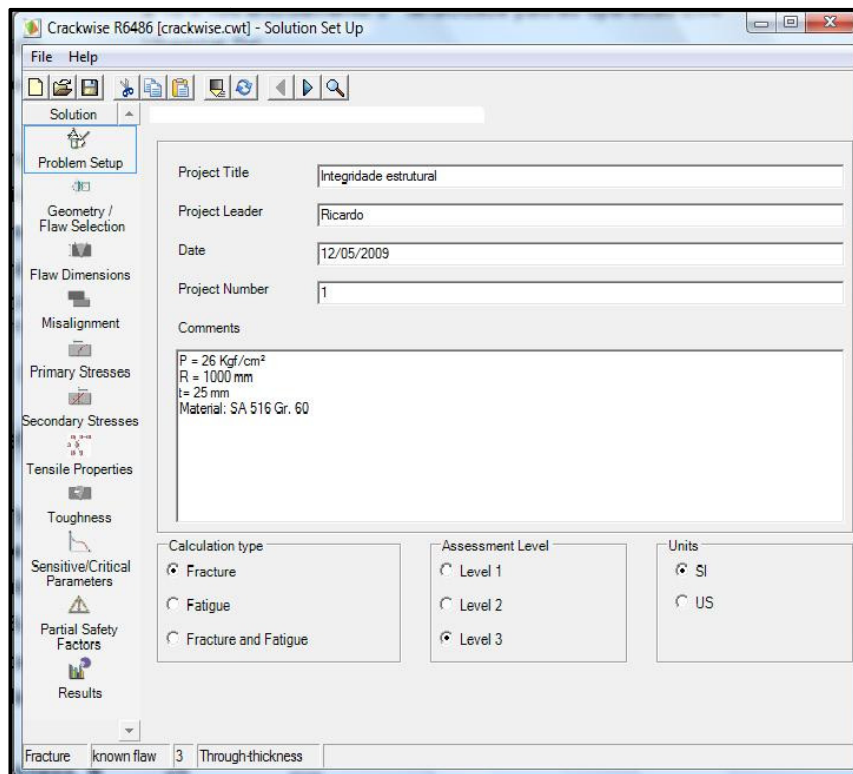 Crackwise R6486 [crackwise.cwt] - Solution Set Up
File Help
Solution
Problem Setup
Geometry /
Flaw Selection
Flaw Dimensions
Misalignment
Primary Stresses
Secondary Stresses
Tensile Properties
Toughness
Sensitive/Critical
Parameters
Partial Safety
Factors
Results
Project Title
Integridade estrutural
Project Leader
Ricardo
Date
12/05/2009
Project Number
1
Comments
P = 26 Kgf/cm²
R = 1000 mm
t= 25 mm
Material: SA 516 Gr. 60
Calculation type
Fracture
Fatigue
Fracture and Fatigue
Assessment Level
Level 1
Level 2
Level 3
Units
SI
US
Fracture known flaw 3 Through-thickness